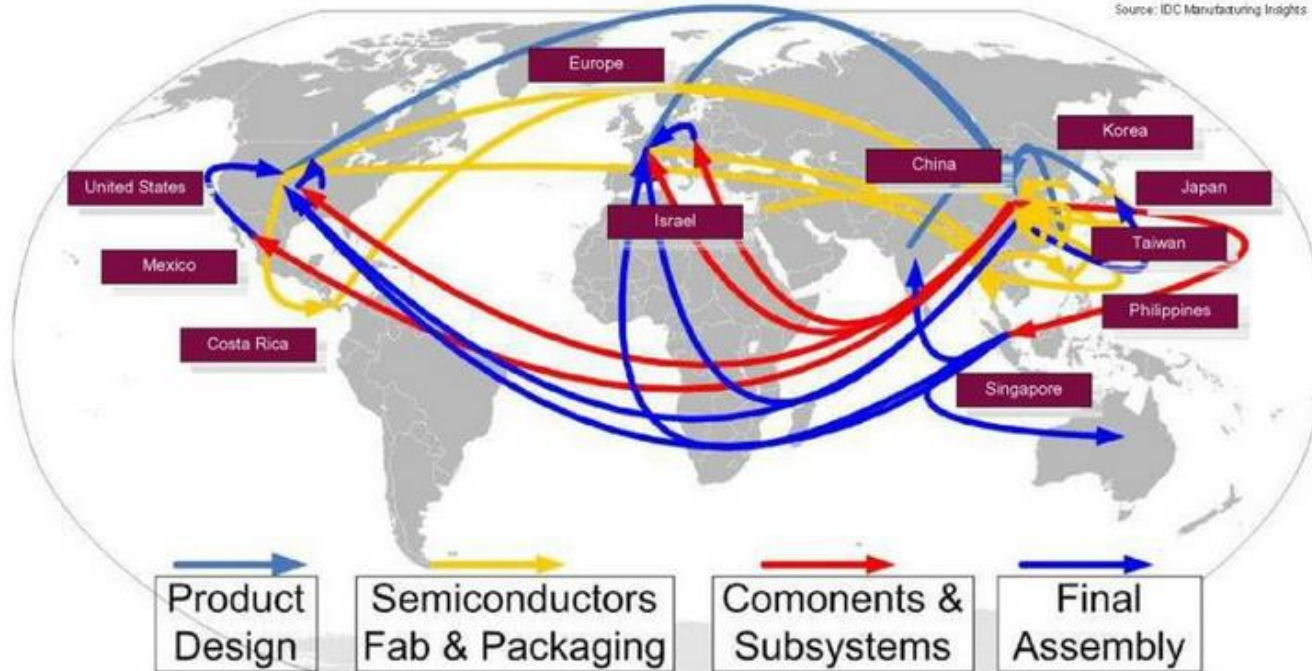 Source: IDC Manufacturing Insights
Europe
Korea
China
United States
Japan
Israel
Taiwan
Mexico
Philippines
Costa Rica
Singapore
Product
Design
Semiconductors
Fab & Packaging
Comonents &
Subsystems
Final
Assembly